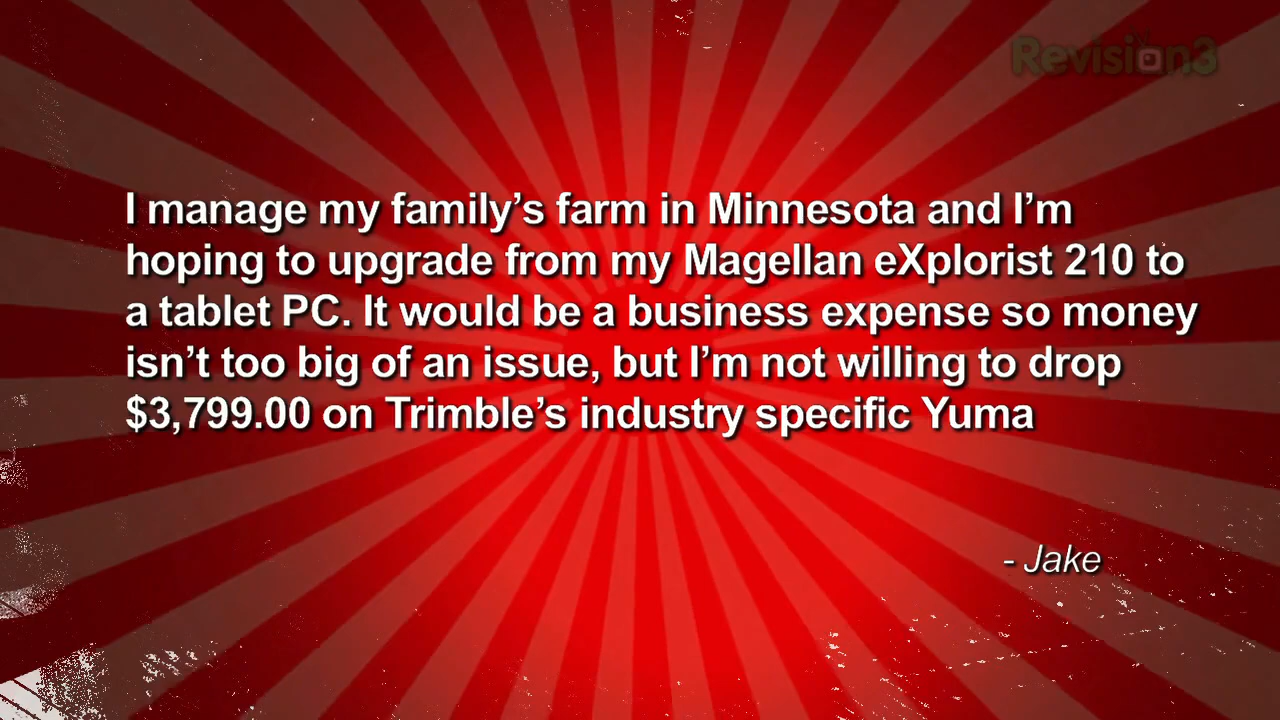 Revision3
I manage my family’s farm in Minnesota and I’m
hoping to upgrade from my Magellan eXplorist 210 to
a tablet PC. It would be a business expense so money
isn’t too big of an issue, but I’m not willing to drop
$3,799.00 on Trimble’s industry specific Yuma
- Jake